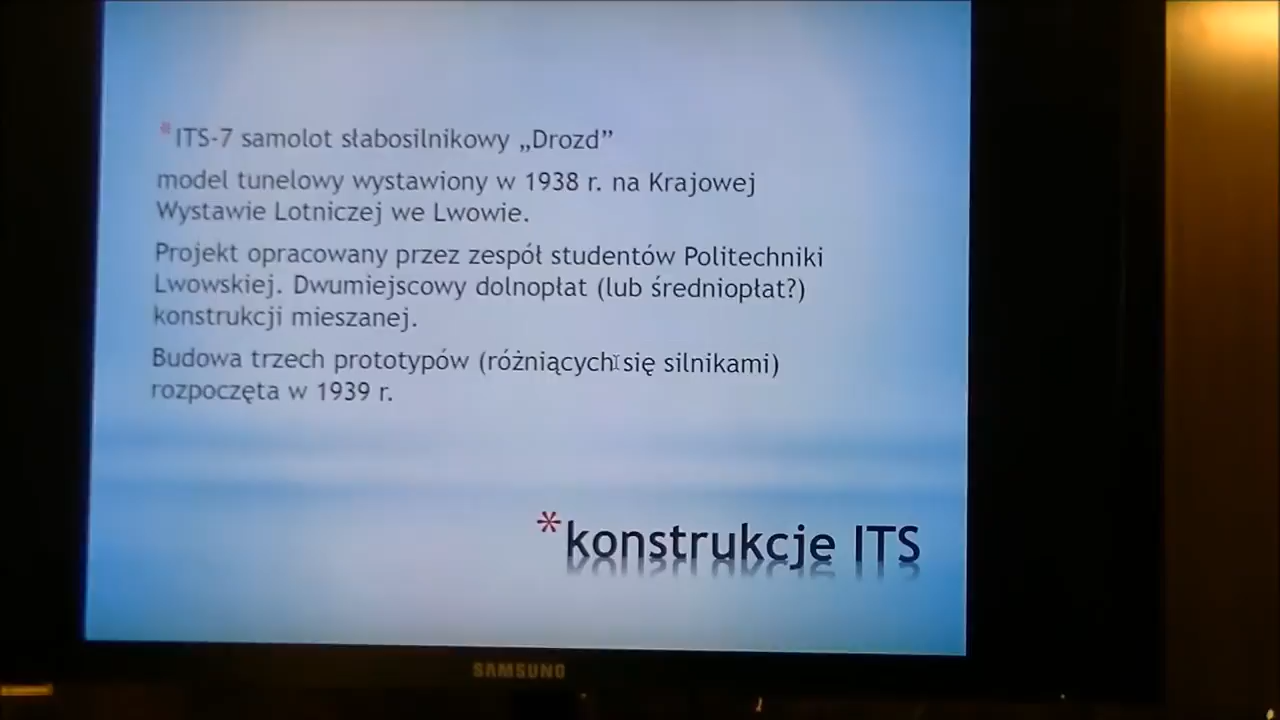 *ITS-7 samolot słabosilnikowy „Drozd”
model tunelowy wystawiony w 1938 r. na Krajowej
Wystawie Lotniczej we Lwowie.
Projekt opracowany przez zespół studentów Politechniki
Lwowskiej. Dwumiejscowy dolnopłat (lub średniopłat?)
konstrukcji mieszanej.
Budowa trzech prototypów (różniących się silnikami)
rozpoczęta w 1939 r.
*konstrukcje ITS
SAMSUNG